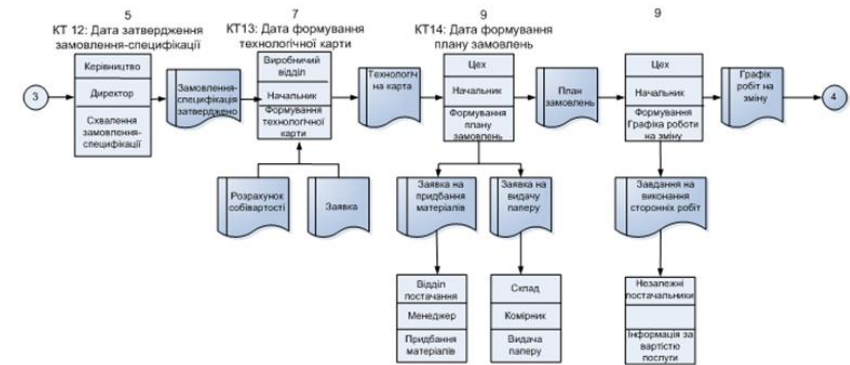 5
КТ 12: Дата затвердження
замовлення-специфікації
7
КТ13: Дата формування
технологічної карти
9
КТ14: Дата формування
плану замовлень
9
3
Керівництво
Директор
Схвалення
замовлення-
специфікації
Замовлення-
специфікація
затверджено
Виробничий
відділ
Начальник
Формування
технологічної
карти
Технологіч
на карта
Цех
Начальник
Формування
плану
замовлень
План
замовлень
Цех
Начальник
Формування
Графіка роботи
на зміну
Графік
робіт на
зміну
4
Розрахунок
собівартості
Заявка
Заявка на
придбання
матеріалів
Заявка на
видачу
паперу
Завдання на
виконання
сторонніх робіт
Відділ
постачання
Менеджер
Придбання
матеріалів
Склад
Комірник
Видача
паперу
Незалежні
постачальники
Інформація за
вартістю
послуги